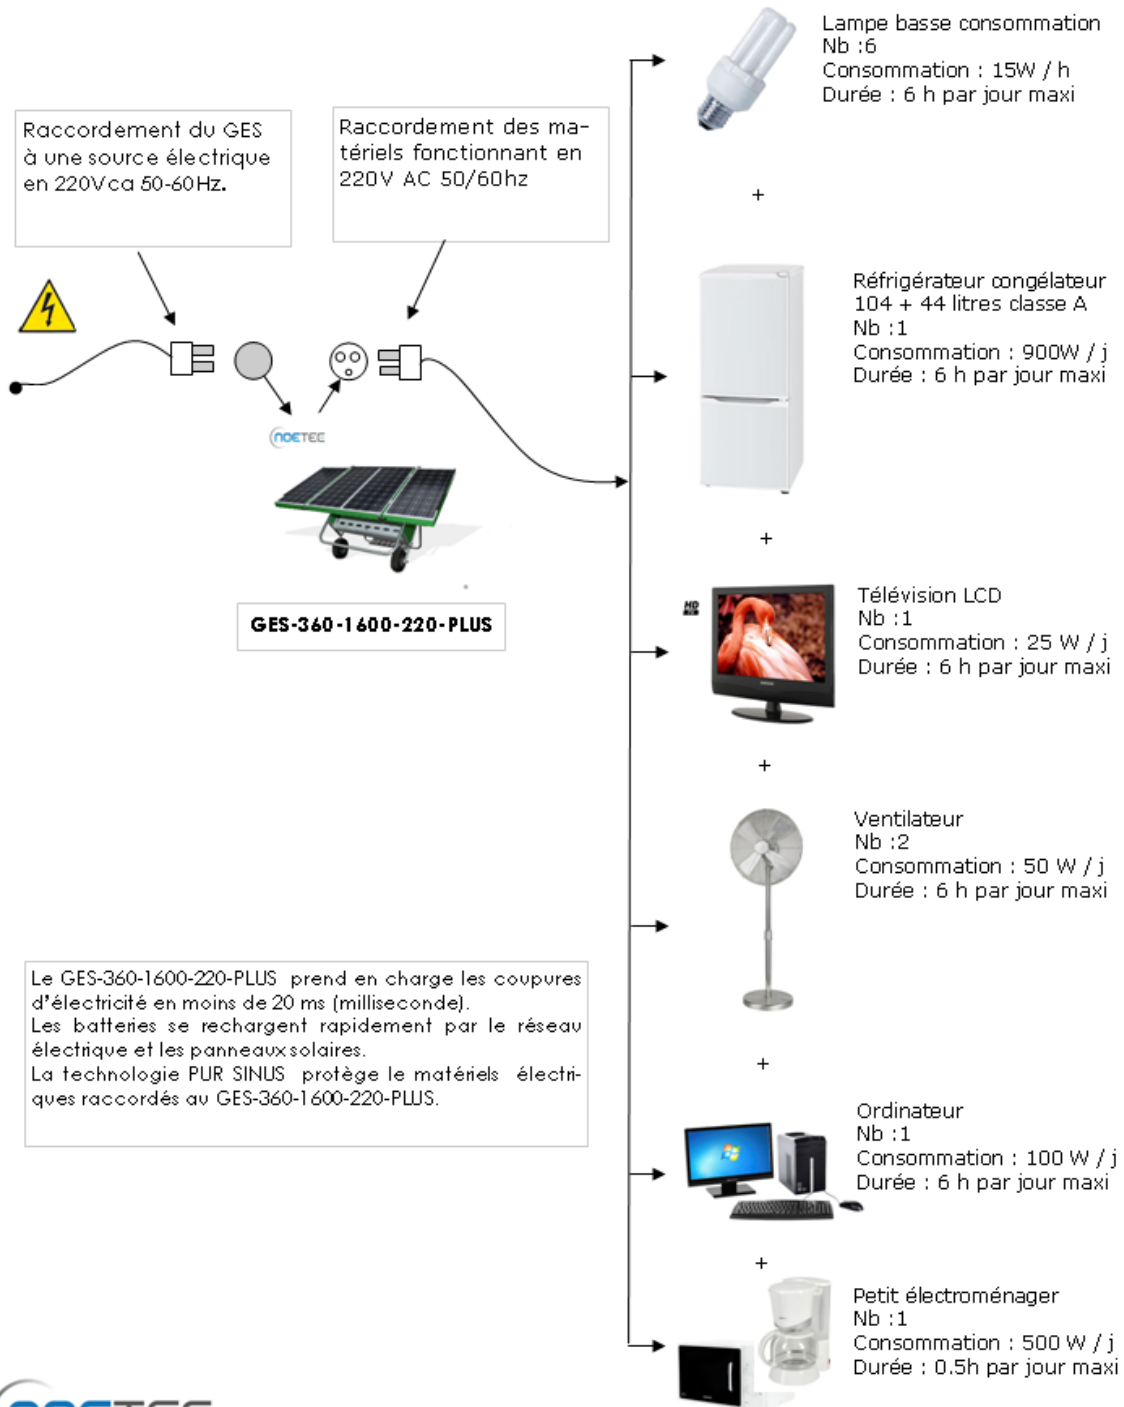 Lampe basse consommation
Nb :6
Consommation : 15W / h
Durée : 6 h par jour maxi
Raccordement du GES
à une source électrique
en 220Vca 50-60Hz.
Raccordement des ma-
tériels fonctionnant en
220V AC 50/60hz
+
Réfrigérateur congélateur
104 + 44 litres classe A
Nb :1
Consommation : 900W / j
Durée : 6 h par jour maxi
NOETEC
GES-360-1600-220-PLUS
+
HD
Télévision LCD
Nb :1
Consommation : 25 W / j
Durée : 6 h par jour maxi
+
Ventilateur
Nb :2
Consommation : 50 W / j
Durée : 6 h par jour maxi
Le GES-360-1600-220-PLUS prend en charge les coupures
d'électricité en moins de 20 ms (milliseconde).
Les batteries se rechargent rapidement par le réseau
électrique et les panneaux solaires.
La technologie PUR SINUS protège le matériels électri-
ques raccordés au GES-360-1600-220-PLUS.
+
Ordinateur
Nb :1
Consommation : 100 W / j
Durée : 6 h par jour maxi
+
Petit électroménager
Nb :1
Consommation : 500 W / j
Durée : 0.5h par jour maxi
NOETEC